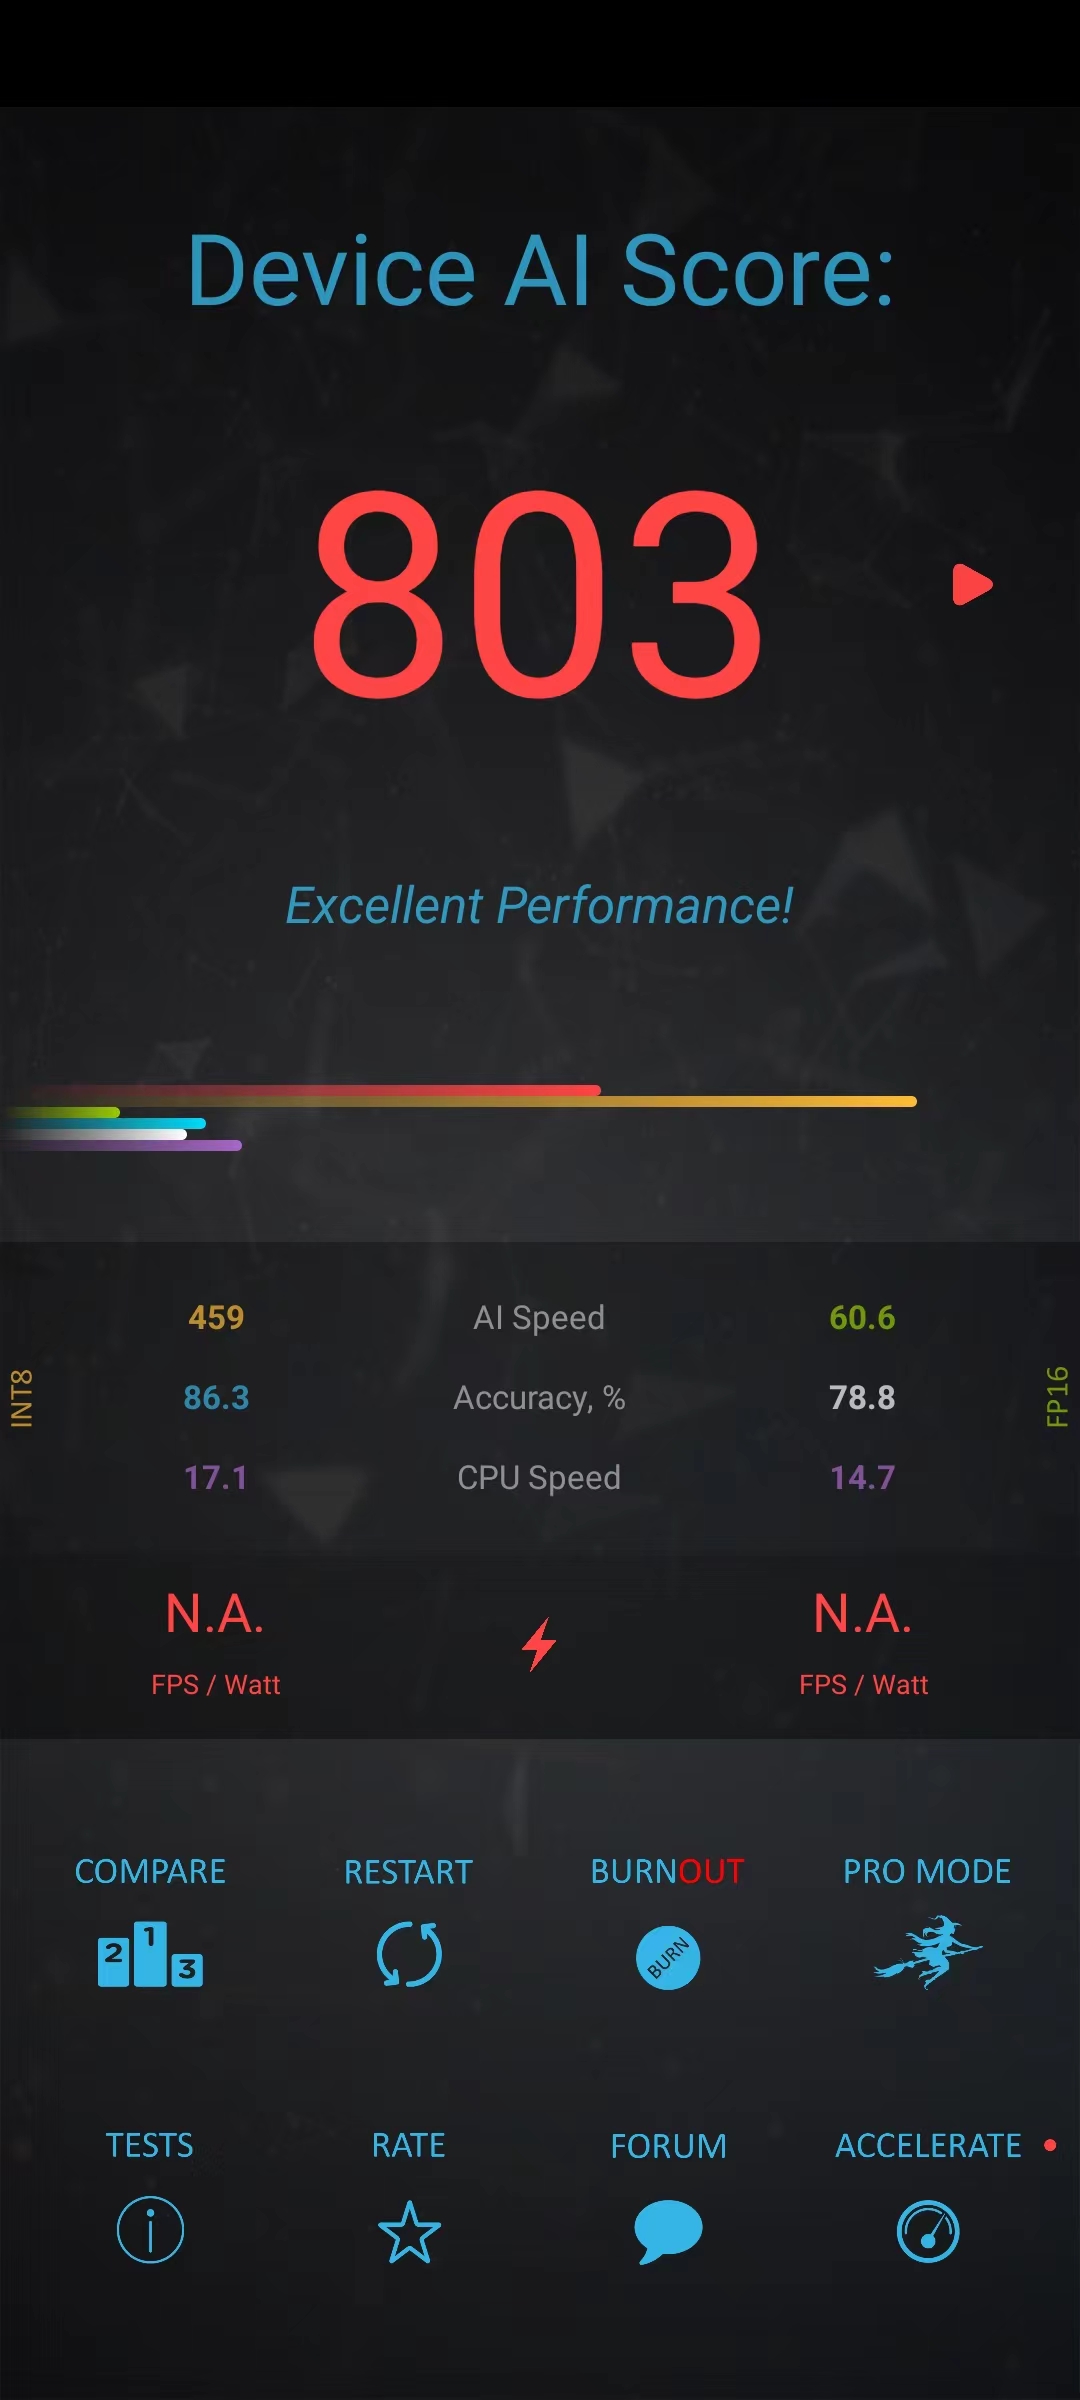 Device AI Score:
803
Excellent Performance!
INT8
459 AI Speed 60.6
86.3 Accuracy, % 78.8
17.1 CPU Speed 14.7
FP16
N.A. N.A.
FPS / Watt FPS / Watt
COMPARE RESTART BURNOUT PRO MODE
2 1 3 BURN
TESTS RATE FORUM ACCELERATE